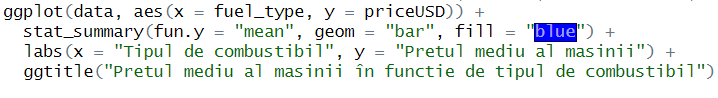 ggplot(data, aes(x = fuel_type, y = priceUSD)) +
  stat_summary(fun.y = "mean", geom = "bar", fill = "blue") +
  labs(x = "Tipul de combustibil", y = "Pretul mediu al masinii") +
  ggtitle("Pretul mediu al masinii în functie de tipul de combustibil")